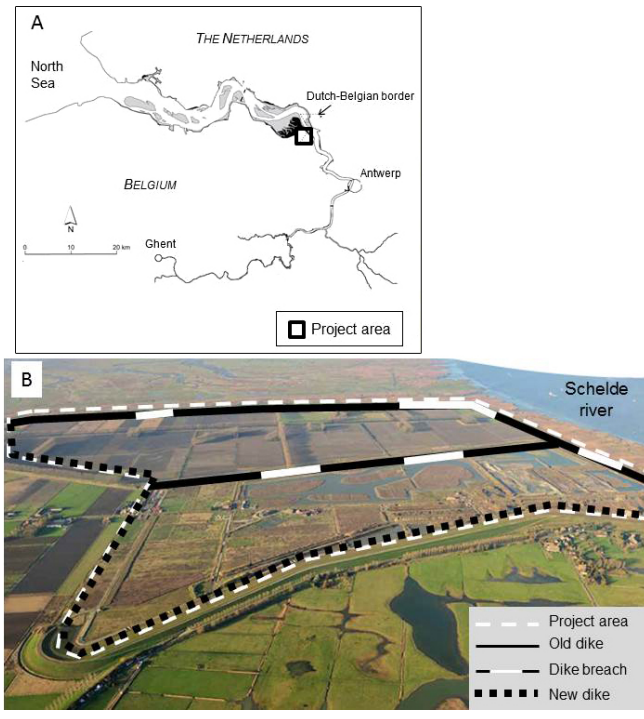 A
THE NETHERLANDS
North
Sea
Dutch-Belgian border
Antwerp
BELGIUM
N
0 10 20 km
Ghent
Project area
B
Schelde
river
Project area
Old dike
Dike breach
New dike